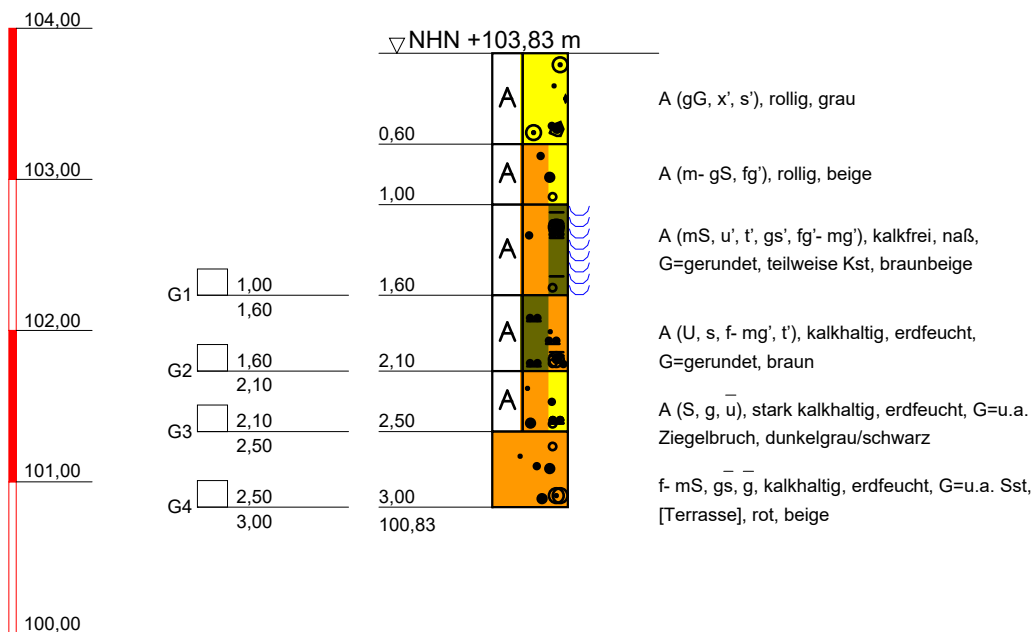 104,00
▽ NHN +103,83 m
A
A (gG, x’, s’), rollig, grau
0,60
103,00
A
A (m- gS, fg’), rollig, beige
1,00
A
A (mS, u’, t’, gs’, fg’- mg’), kalkfrei, naß,
G=gerundet, teilweise Kst, braunbeige
G1
1,00
1,60
1,60
102,00
A
A (U, s, f- mg’, t’), kalkhaltig, erdfeucht,
G=gerundet, braun
G2
1,60
2,10
2,10
A
A (S, g, u̅), stark kalkhaltig, erdfeucht, G=u.a.
Ziegelbruch, dunkelgrau/schwarz
G3
2,10
2,50
2,50
101,00
f- mS, gs̅, g̅, kalkhaltig, erdfeucht, G=u.a. Sst,
[Terrasse], rot, beige
G4
2,50
3,00
3,00
100,83
100,00